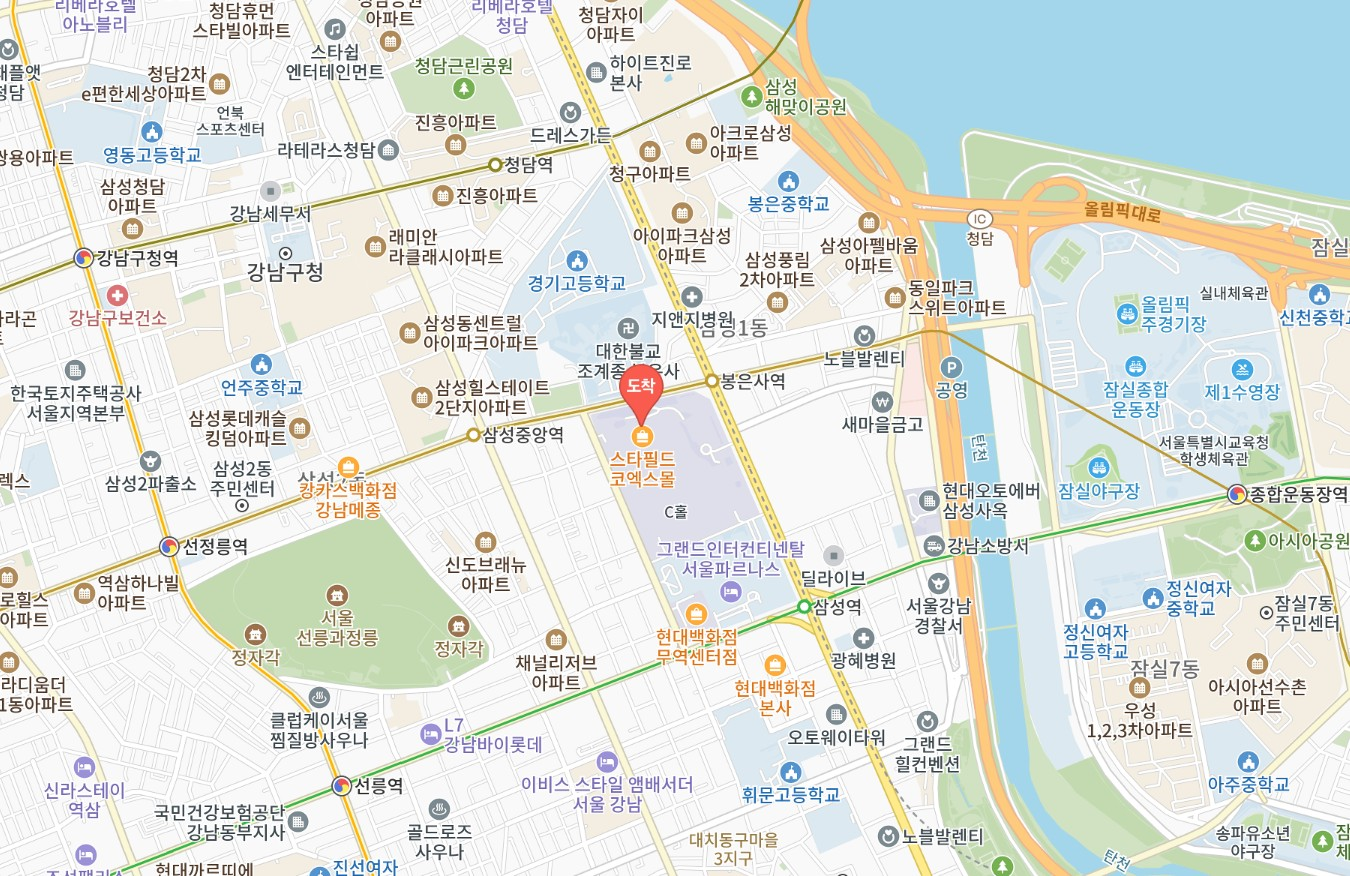 리베라호텔
아노블리
청담휴먼
스타빌아파트
아파트
리베라호텔
청담
청담자이
아파트
스타쉽
엔터테인먼트
청담근린공원
하이트진로
본사
청담
청담2차
e편한세상아파트
언북
스포츠센터
삼성
해맞이공원
진흥아파트
드레스가든
아크로삼성
아파트
영동고등학교
라테라스청담
쌍용아파트
청담역
청구아파트
삼성청담
아파트
진흥아파트
봉은중학교
강남세무서
올림픽대로
IC
청담
래미안
라클래시아파트
아이파크삼성
아파트
삼성아펠바움
아파트
잠실
강남구청역
강남구청
경기고등학교
삼성풍림
2차아파트
동일파크
스위트아파트
실내체육관
강남구보건소
지앤지병원
삼성1동
올림픽
주경기장
신천중학교
삼성동센트럴
아이파크아파트
대한불교
노블발렌티
언주중학교
한국토지주택공사
서울지역본부
도착
봉은사역
P
공영
잠실종합
운동장
제1수영장
삼성힐스테이트
2단지아파트
새마을금고
삼성롯데캐슬
킹덤아파트
삼성중앙역
탄천
서울특별시교육청
학생체육관
스타필드
코엑스몰
렉스
삼성2파출소
삼성2동
주민센터
캉카스백화점
강남메종
잠실야구장
현대오토에버
삼성사옥
종합운동장역
C홀
선정릉역
그랜드인터컨티넨탈
서울파르나스
강남소방서
아시아공원
신도브래뉴
아파트
역삼하나빌
아파트
딜라이브
삼성역
로힐스
아파트
서울
선릉과정릉
정자각
정자각
서울강남
경찰서
정신여자
중학교
정신여자
고등학교
잠실7동
주민센터
현대백화점
무역센터점
광혜병원
채널리저브
아파트
잠실7동
라디움더
1동아파트
현대백화점
본사
아시아선수촌
아파트
우성
1,2,3차아파트
클럽케이서울
찜질방사우나
L7
강남바이롯데
오토웨이타워
그랜드
힐컨벤션
신라스테이
역삼
선릉역
이비스 스타일 앰배서더
서울 강남
휘문고등학교
아주중학교
국민건강보험공단
강남동부지사
골드로즈
사우나
대치동구마을
3지구
노블발렌티
송파유소년
야구장
탄천
진선여자